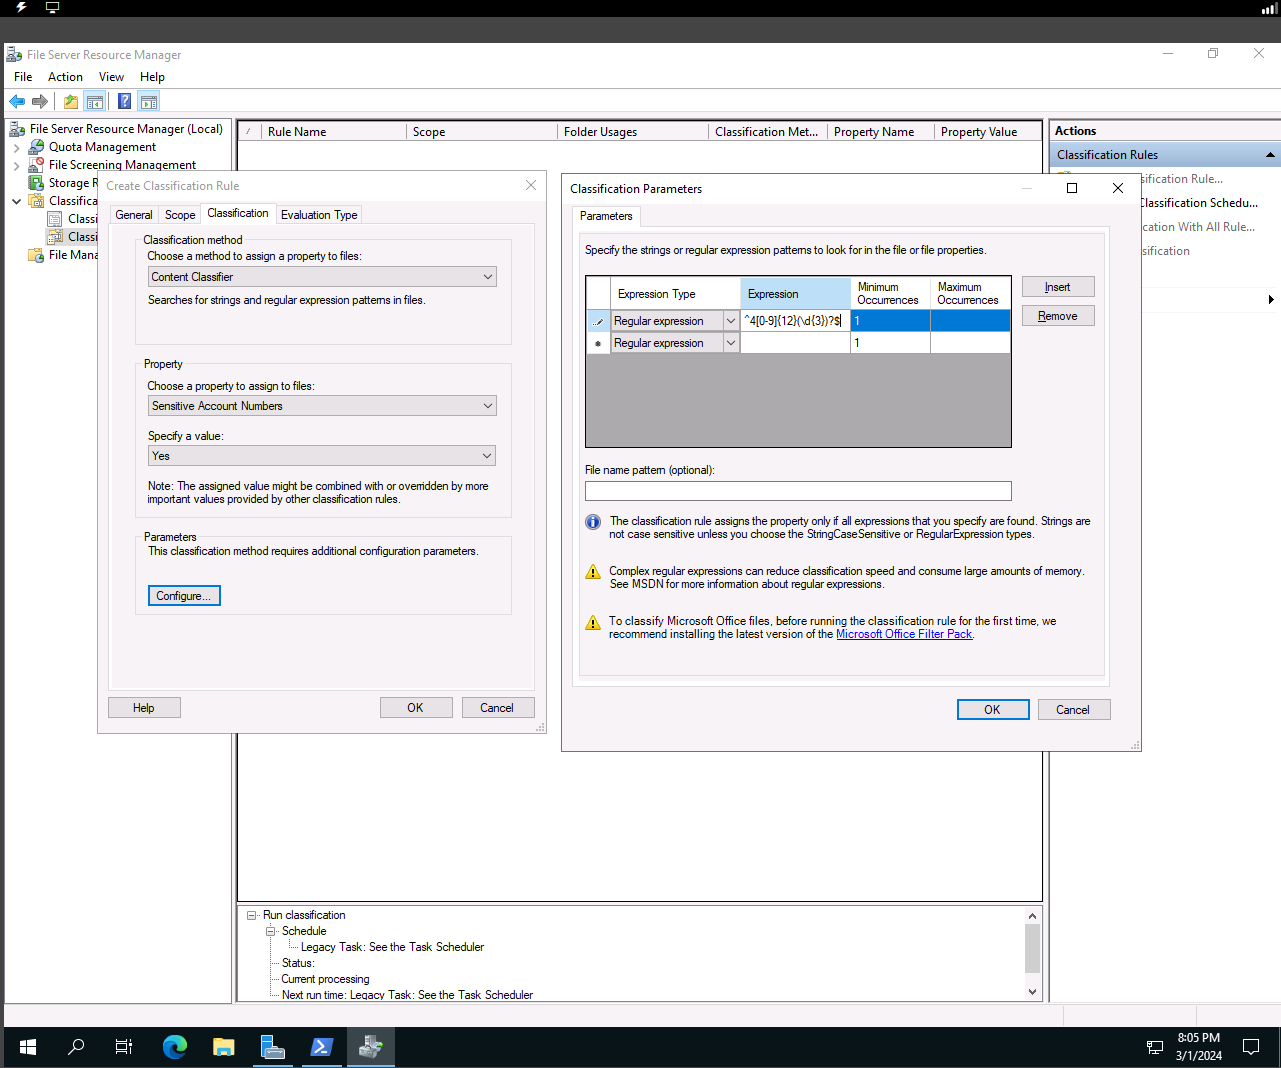 File Server Resource Manager
File Action View Help
File Server Resource Manager (Local)
Quota Management
File Screening Management
Storage R
Classifica
Classi
Classi
File Mana
Rule Name Scope Folder Usages Classification Met... Property Name Property Value
Actions
Classification Rules
sification Rule...
Classification Schedu...
cation With All Rule...
sification
Create Classification Rule
General Scope Classification Evaluation Type
Classification method
Choose a method to assign a property to files:
Content Classifier
Searches for strings and regular expression patterns in files.
Property
Choose a property to assign to files:
Sensitive Account Numbers
Specify a value:
Yes
Note: The assigned value might be combined with or overridden by more
important values provided by other classification rules.
Parameters
This classification method requires additional configuration parameters.
Configure...
Help OK Cancel
Classification Parameters
Parameters
Specify the strings or regular expression patterns to look for in the file or file properties.
Expression Type Expression Minimum Occurrences Maximum Occurrences
Regular expression ^4[0-9]{12}(\d{3})?$ 1
Regular expression 1
Insert
Remove
File name pattern (optional):
The classification rule assigns the property only if all expressions that you specify are found. Strings are
not case sensitive unless you choose the StringCaseSensitive or RegularExpression types.
Complex regular expressions can reduce classification speed and consume large amounts of memory.
See MSDN for more information about regular expressions.
To classify Microsoft Office files, before running the classification rule for the first time, we
recommend installing the latest version of the Microsoft Office Filter Pack.
OK Cancel
Run classification
Schedule
Legacy Task: See the Task Scheduler
Status:
Current processing
Next run time: Legacy Task: See the Task Scheduler
8:05 PM
3/1/2024